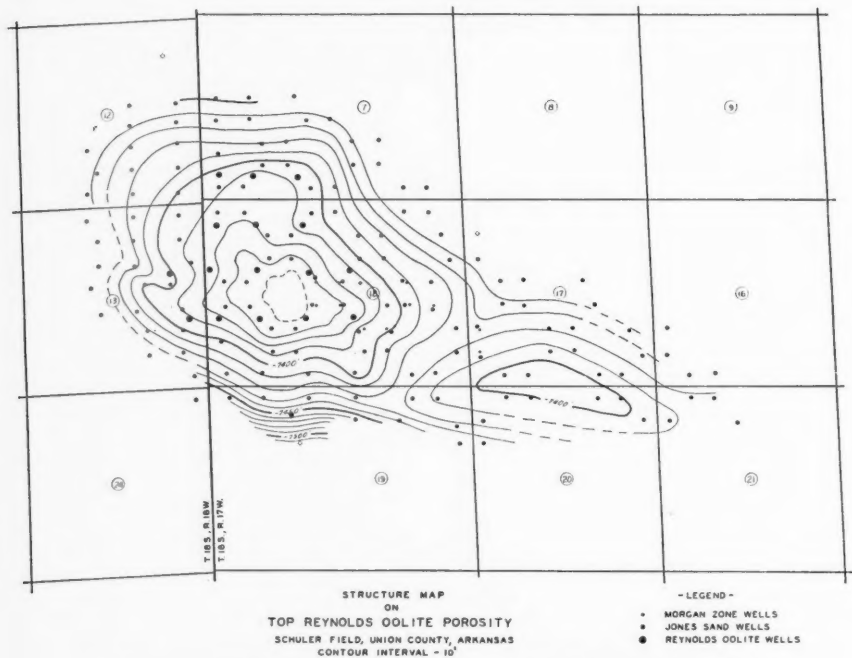 12
7
8
9
13
18
17
16
-7400'
-7400
-7450
-7500
24
19
20
21
T.18S., R.18W.
T.18S., R.17W.
STRUCTURE MAP
ON
TOP REYNOLDS OOLITE POROSITY
SCHULER FIELD, UNION COUNTY, ARKANSAS
CONTOUR INTERVAL - 10'
- LEGEND -
MORGAN ZONE WELLS
JONES SAND WELLS
REYNOLDS OOLITE WELLS